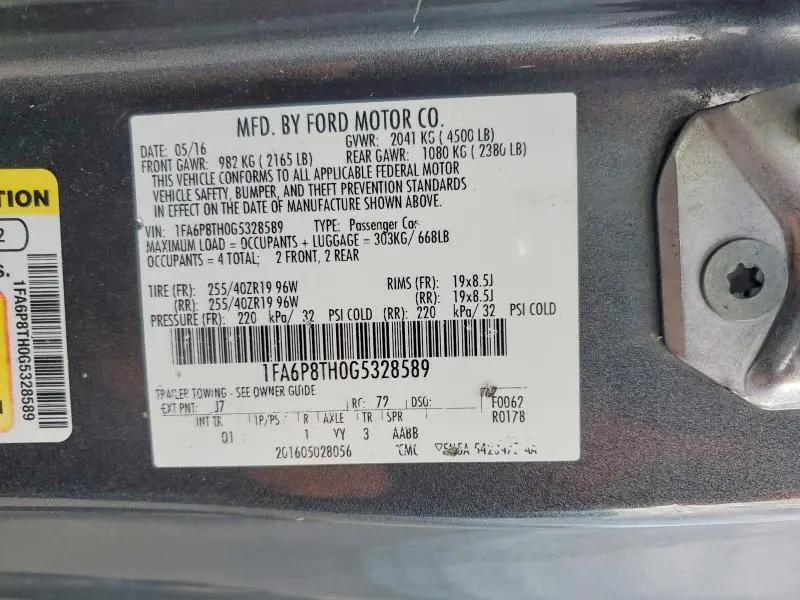 MFD. BY FORD MOTOR CO.
DATE: 05/16 GVWR: 2041 KG ( 4500 LB)
FRONT GAWR: 982 KG ( 2165 LB) REAR GAWR: 1080 KG ( 2380 LB)
THIS VEHICLE CONFORMS TO ALL APPLICABLE FEDERAL MOTOR
VEHICLE SAFETY, BUMPER, AND THEFT PREVENTION STANDARDS
IN EFFECT ON THE DATE OF MANUFACTURE SHOWN ABOVE.
VIN: 1FA6P8TH0G5328589 TYPE: Passenger Car
MAXIMUM LOAD = OCCUPANTS + LUGGAGE = 303KG/ 668LB
OCCUPANTS = 4 TOTAL; 2 FRONT, 2 REAR
TIRE (FR): 255/40ZR19 96W RIMS (FR): 19x8.5J
(RR): 255/40ZR19 96W (RR): 19x8.5J
PRESSURE (FR): 220 kPa/ 32 PSI COLD (RR): 220 kPa/ 32 PSI COLD
1FA6P8TH0G5328589
TRAILER TOWING - SEE OWNER GUIDE
EXT PNT: J7 RC: 72 DSO: F0062
INT TR TP/PS R AXLE TR SPR R0178
01 1 VY 3 AABB
201605028056
TION
2
S.
1FA6P8TH0G5328589